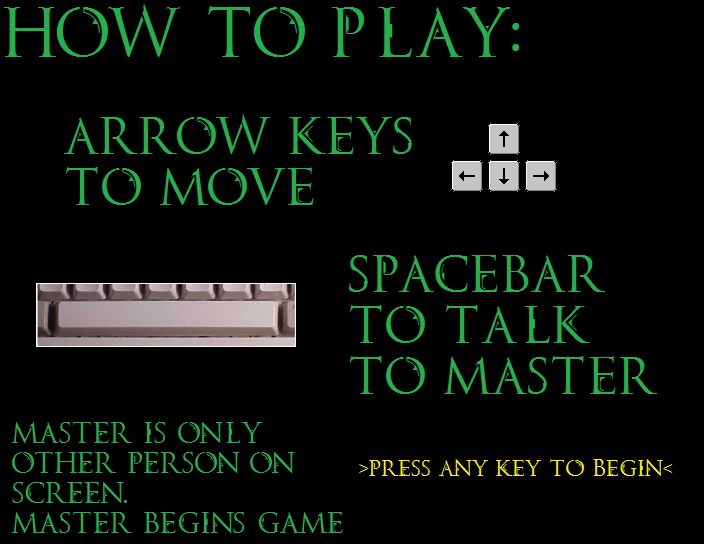 HOW TO PLAY:
ARROW KEYS
TO MOVE
↑
← ↓ →
SPACEBAR
TO TALK
TO MASTER
MASTER IS ONLY
OTHER PERSON ON
SCREEN.
MASTER BEGINS GAME
>PRESS ANY KEY TO BEGIN<